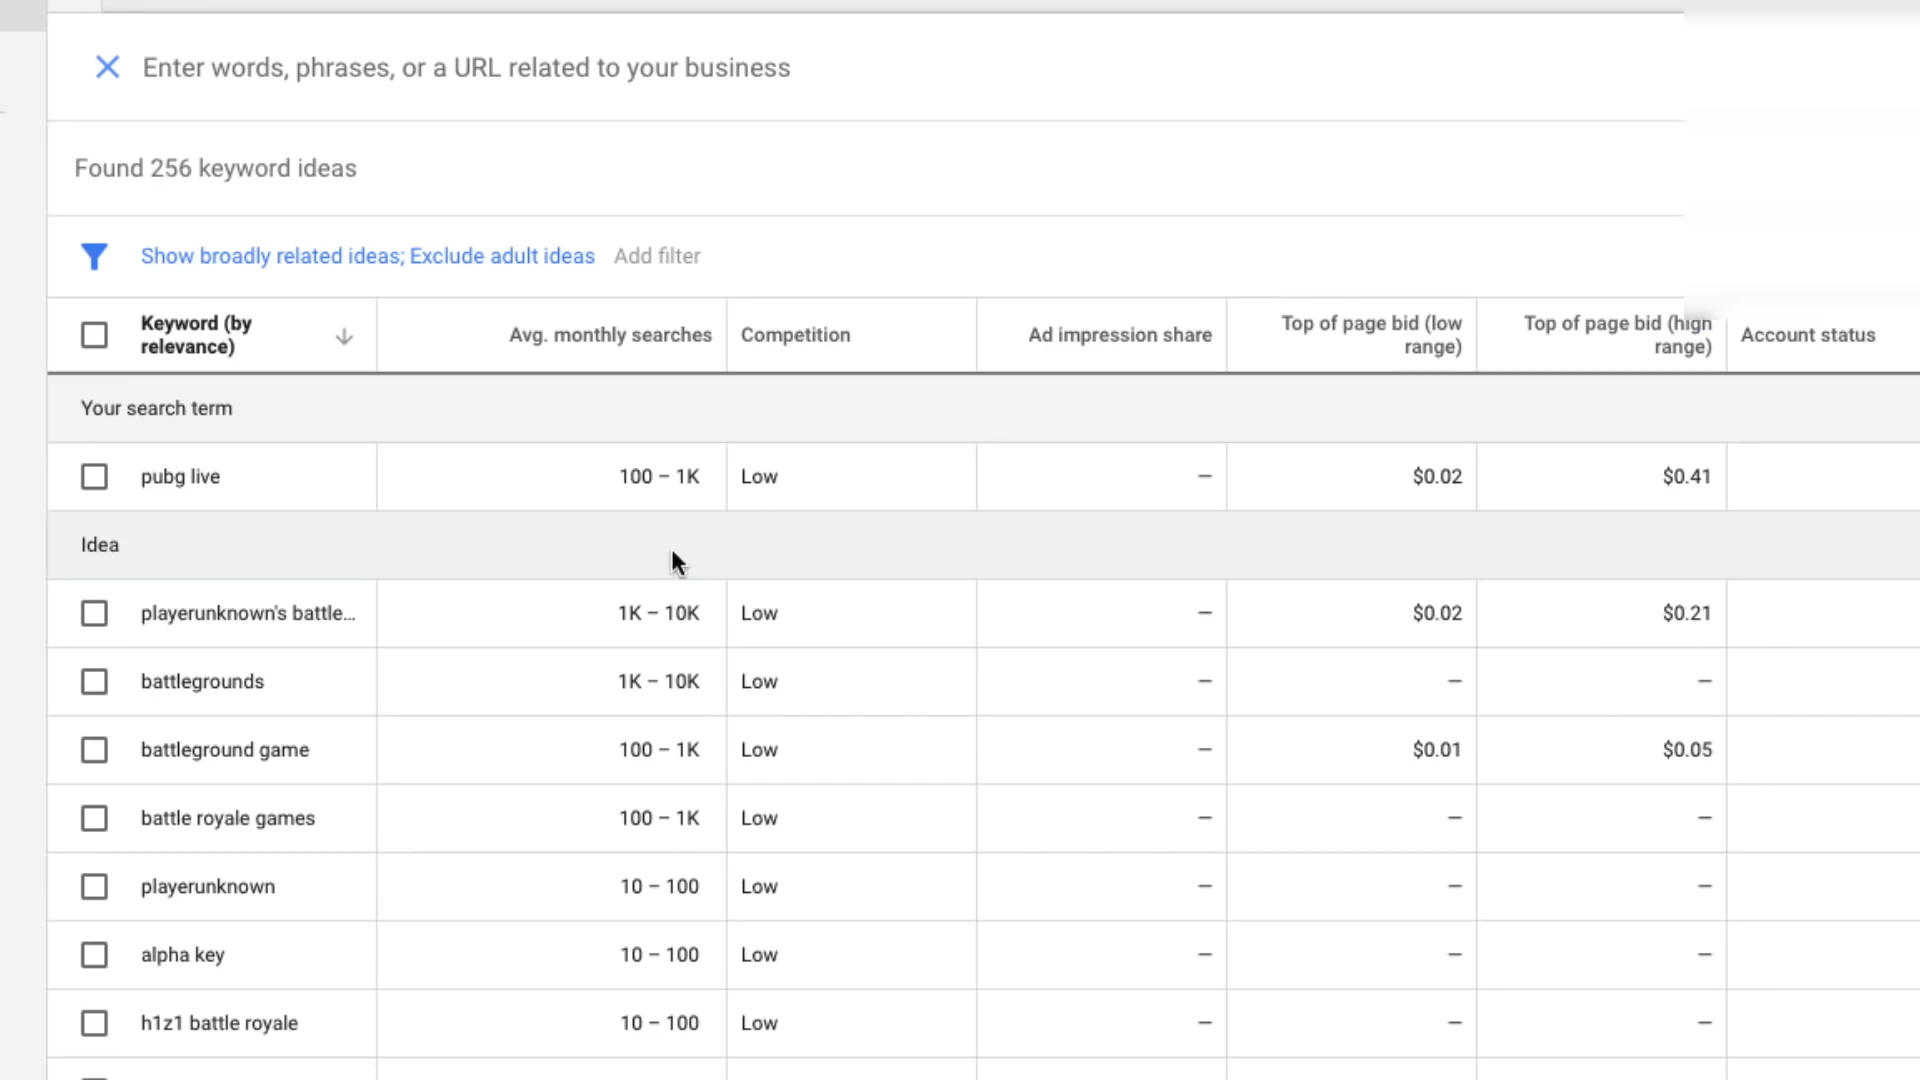 Enter words, phrases, or a URL related to your business
Found 256 keyword ideas
Show broadly related ideas; Exclude adult ideas Add filter
Keyword (by relevance) Avg. monthly searches Competition Ad impression share Top of page bid (low range) Top of page bid (high range) Account status
Your search term
pubg live 100 – 1K Low – $0.02 $0.41
Idea
playerunknown's battle... 1K – 10K Low – $0.02 $0.21
battlegrounds 1K – 10K Low – – –
battleground game 100 – 1K Low – $0.01 $0.05
battle royale games 100 – 1K Low – – –
playerunknown 10 – 100 Low – – –
alpha key 10 – 100 Low – – –
h1z1 battle royale 10 – 100 Low – – –